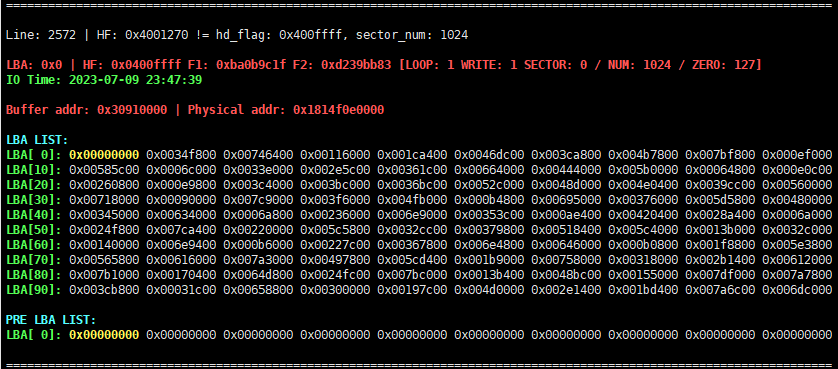 ================================================================================
Line: 2572 | HF: 0x4001270 != hd_flag: 0x400ffff, sector_num: 1024
LBA: 0x0 | HF: 0x0400ffff F1: 0xba0b9c1f F2: 0xd239bb83 [LOOP: 1 WRITE: 1 SECTOR: 0 / NUM: 1024 / ZERO: 127]
IO Time: 2023-07-09 23:47:39
Buffer addr: 0x30910000 | Physical addr: 0x1814f0e0000
LBA LIST:
LBA[ 0]: 0x00000000 0x0034f800 0x00746400 0x00116000 0x001ca400 0x0046dc00 0x003ca800 0x004b7800 0x007bf800 0x000ef000
LBA[10]: 0x00585c00 0x0006c000 0x0033e000 0x002e5c00 0x00361c00 0x00664000 0x00444800 0x005b0000 0x00064800 0x000e0c00
LBA[20]: 0x00260800 0x000e9800 0x003c4000 0x003bc000 0x0036bc00 0x0052c000 0x0048d000 0x004e0400 0x0039cc00 0x00560000
LBA[30]: 0x00718000 0x00090000 0x007c9000 0x003f6000 0x004fb000 0x000b4800 0x00695000 0x00376000 0x005d5800 0x00480000
LBA[40]: 0x00345000 0x00634000 0x0006a800 0x00236000 0x006e9000 0x00353c00 0x000ae400 0x00420400 0x0028a400 0x0006a000
LBA[50]: 0x0024f800 0x007ca400 0x00220000 0x005c5800 0x0032cc00 0x00379800 0x00518400 0x005c4000 0x0013b000 0x0032c000
LBA[60]: 0x00140000 0x006e9400 0x000b6000 0x00227c00 0x00367800 0x006e4800 0x00646000 0x000b0800 0x001f8800 0x005e3800
LBA[70]: 0x00565800 0x00616000 0x007a3000 0x00497800 0x005cd400 0x001b9000 0x00758000 0x00318000 0x002b1400 0x00612000
LBA[80]: 0x007b1000 0x00170400 0x0064d800 0x0024fc00 0x007bc000 0x0013b400 0x0048bc00 0x00155000 0x007df000 0x007a7800
LBA[90]: 0x003cb800 0x00031c00 0x00658800 0x00300000 0x00197c00 0x004d0000 0x002e1400 0x001bd400 0x007a6c00 0x006dc000
PRE LBA LIST:
LBA[ 0]: 0x00000000 0x00000000 0x00000000 0x00000000 0x00000000 0x00000000 0x00000000 0x00000000 0x00000000 0x00000000
================================================================================